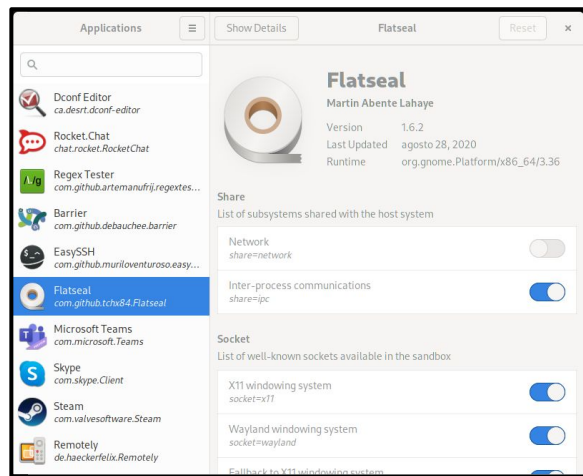 Applications
Show Details
Flatseal
Reset
Dconf Editor
ca.desrt.dconf-editor
Rocket.Chat
chat.rocket.RocketChat
Regex Tester
com.github.artemanufrij.regextes...
Barrier
com.github.debauchee.barrier
EasySSH
com.github.muriloventuroso.easy...
Flatseal
com.github.tchx84.Flatseal
Microsoft Teams
com.microsoft.Teams
Skype
com.skype.Client
Steam
com.valvesoftware.Steam
Remotely
de.haeckerfelix.Remotely
Flatseal
Martin Abente Lahaye
Version 1.6.2
Last Updated agosto 28, 2020
Runtime org.gnome.Platform/x86_64/3.36
Share
List of subsystems shared with the host system
Network
share=network
Inter-process communications
share=ipc
Socket
List of well-known sockets available in the sandbox
X11 windowing system
socket=x11
Wayland windowing system
socket=wayland
Fallback to X11 windowing system